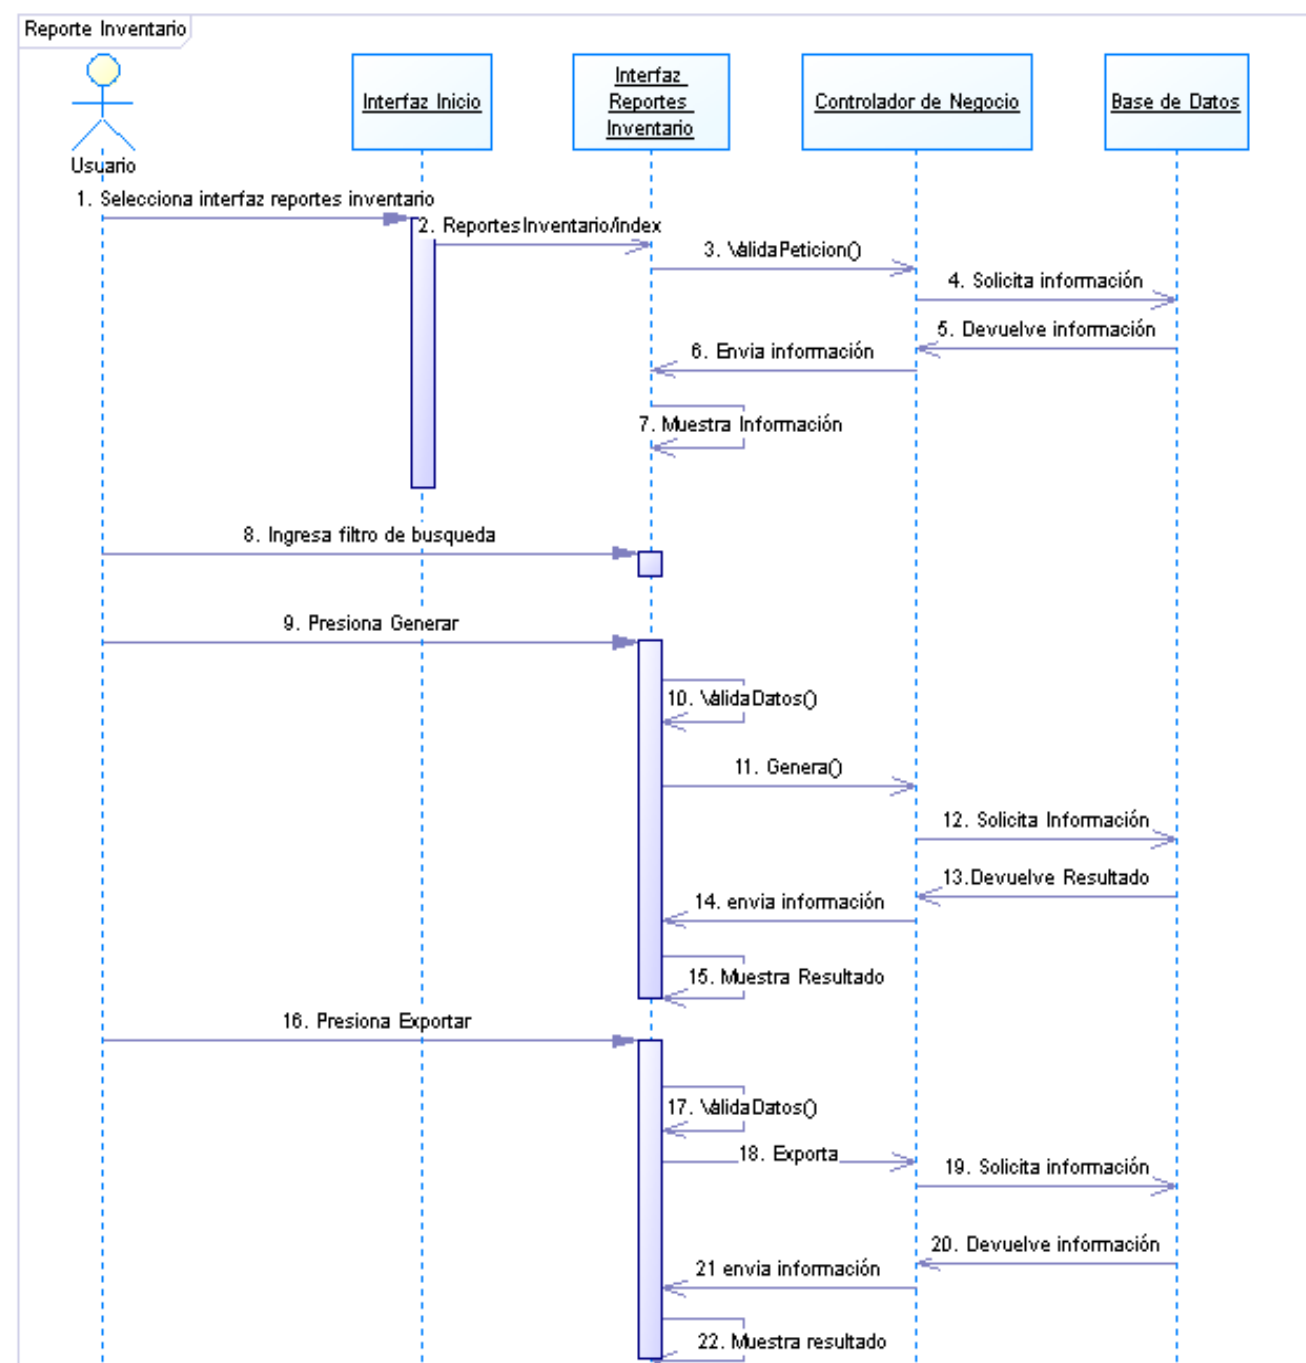 Reporte Inventario
Usuario
Interfaz Inicio
Interfaz
Reportes
Inventario
Controlador de Negocio
Base de Datos
1. Selecciona interfaz reportes inventario
2. ReportesInventario/index
3. ValidaPeticion()
4. Solicita información
5. Devuelve información
6. Envia información
7. Muestra Información
8. Ingresa filtro de busqueda
9. Presiona Generar
10. ValidaDatos()
11. Genera()
12. Solicita Información
13.Devuelve Resultado
14. envia información
15. Muestra Resultado
16. Presiona Exportar
17. ValidaDatos()
18. Exporta
19. Solicita información
20. Devuelve información
21 envia información
22. Muestra resultado